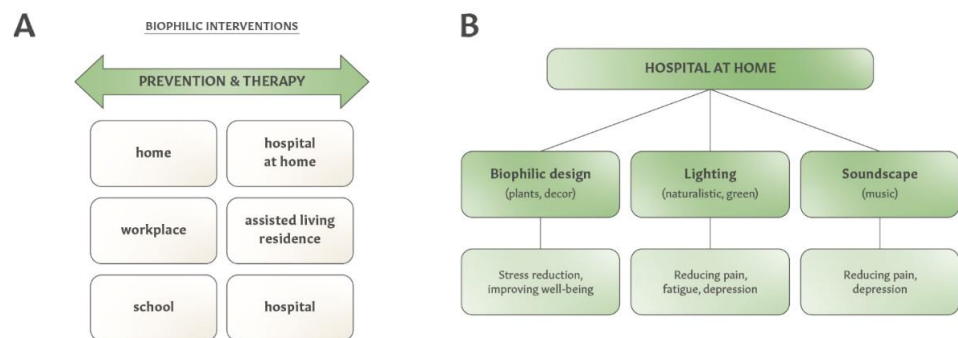 A
BIOPHILIC INTERVENTIONS
PREVENTION & THERAPY
home
hospital
at home
workplace
assisted living
residence
school
hospital
B
HOSPITAL AT HOME
Biophilic design
(plants, decor)
Lighting
(naturalistic, green)
Soundscape
(music)
Stress reduction,
improving well-being
Reducing pain,
fatigue, depression
Reducing pain,
depression